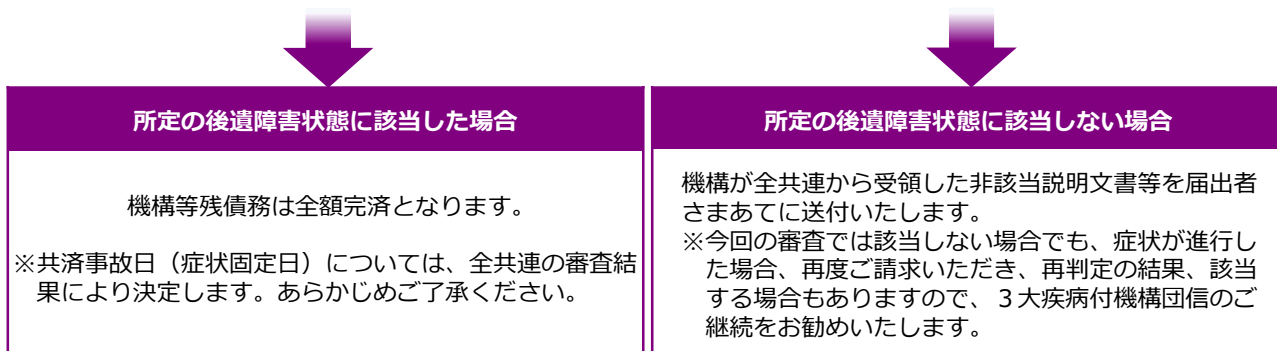 所定の後遺障害状態に該当した場合
機構等残債務は全額完済となります。
※共済事故日（症状固定日）については、全共連の審査結
果により決定します。あらかじめご了承ください。
所定の後遺障害状態に該当しない場合
機構が全共連から受領した非該当説明文書等を届出者
さまあてに送付いたします。
※今回の審査では該当しない場合でも、症状が進行し
た場合、再度ご請求いただき、再判定の結果、該当
する場合もありますので、３大疾病付機構団信のご
継続をお勧めいたします。